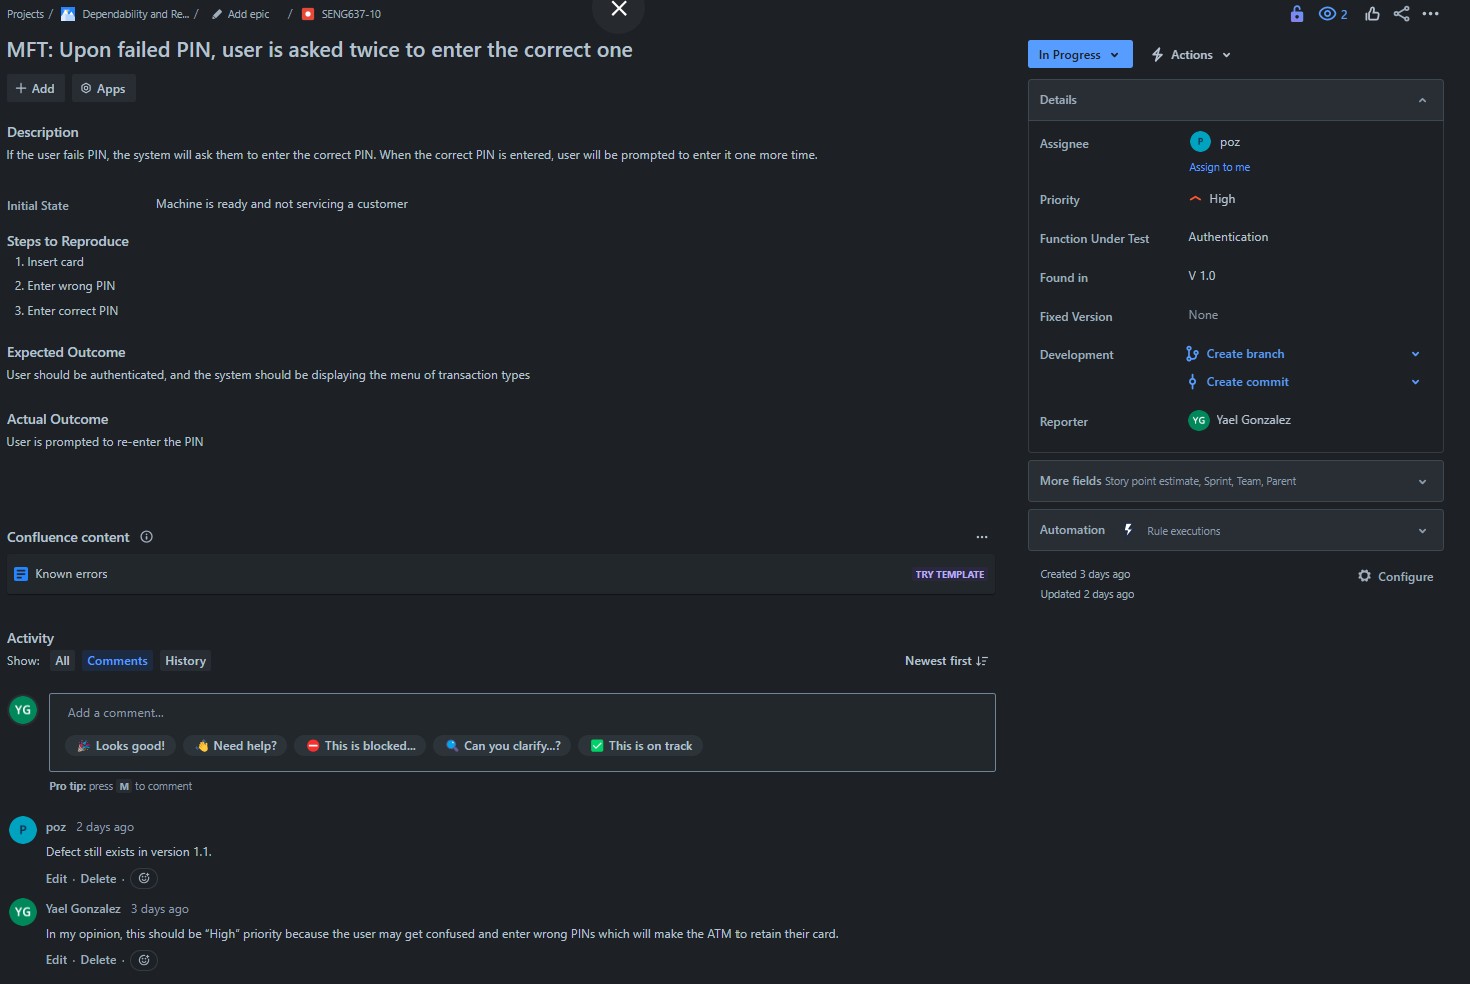 Projects / Dependability and Re... / Add epic / SENG637-10
2
MFT: Upon failed PIN, user is asked twice to enter the correct one
In Progress
Actions
Add
Apps
Description
If the user fails PIN, the system will ask them to enter the correct PIN. When the correct PIN is entered, user will be prompted to enter it one more time.
Initial State Machine is ready and not servicing a customer
Steps to Reproduce
1. Insert card
2. Enter wrong PIN
3. Enter correct PIN
Expected Outcome
User should be authenticated, and the system should be displaying the menu of transaction types
Actual Outcome
User is prompted to re-enter the PIN
Confluence content
Known errors TRY TEMPLATE
Activity
Show: All Comments History Newest first
YG Add a comment...
Looks good! Need help? This is blocked... Can you clarify...? This is on track
Pro tip: press M to comment
P poz 2 days ago
Defect still exists in version 1.1.
Edit · Delete ·
YG Yael Gonzalez 3 days ago
In my opinion, this should be "High" priority because the user may get confused and enter wrong PINs which will make the ATM to retain their card.
Edit · Delete ·
Details
Assignee P poz
Assign to me
Priority High
Function Under Test Authentication
Found in V 1.0
Fixed Version None
Development Create branch
Create commit
Reporter YG Yael Gonzalez
More fields Story point estimate, Sprint, Team, Parent
Automation Rule executions
Created 3 days ago
Updated 2 days ago
Configure